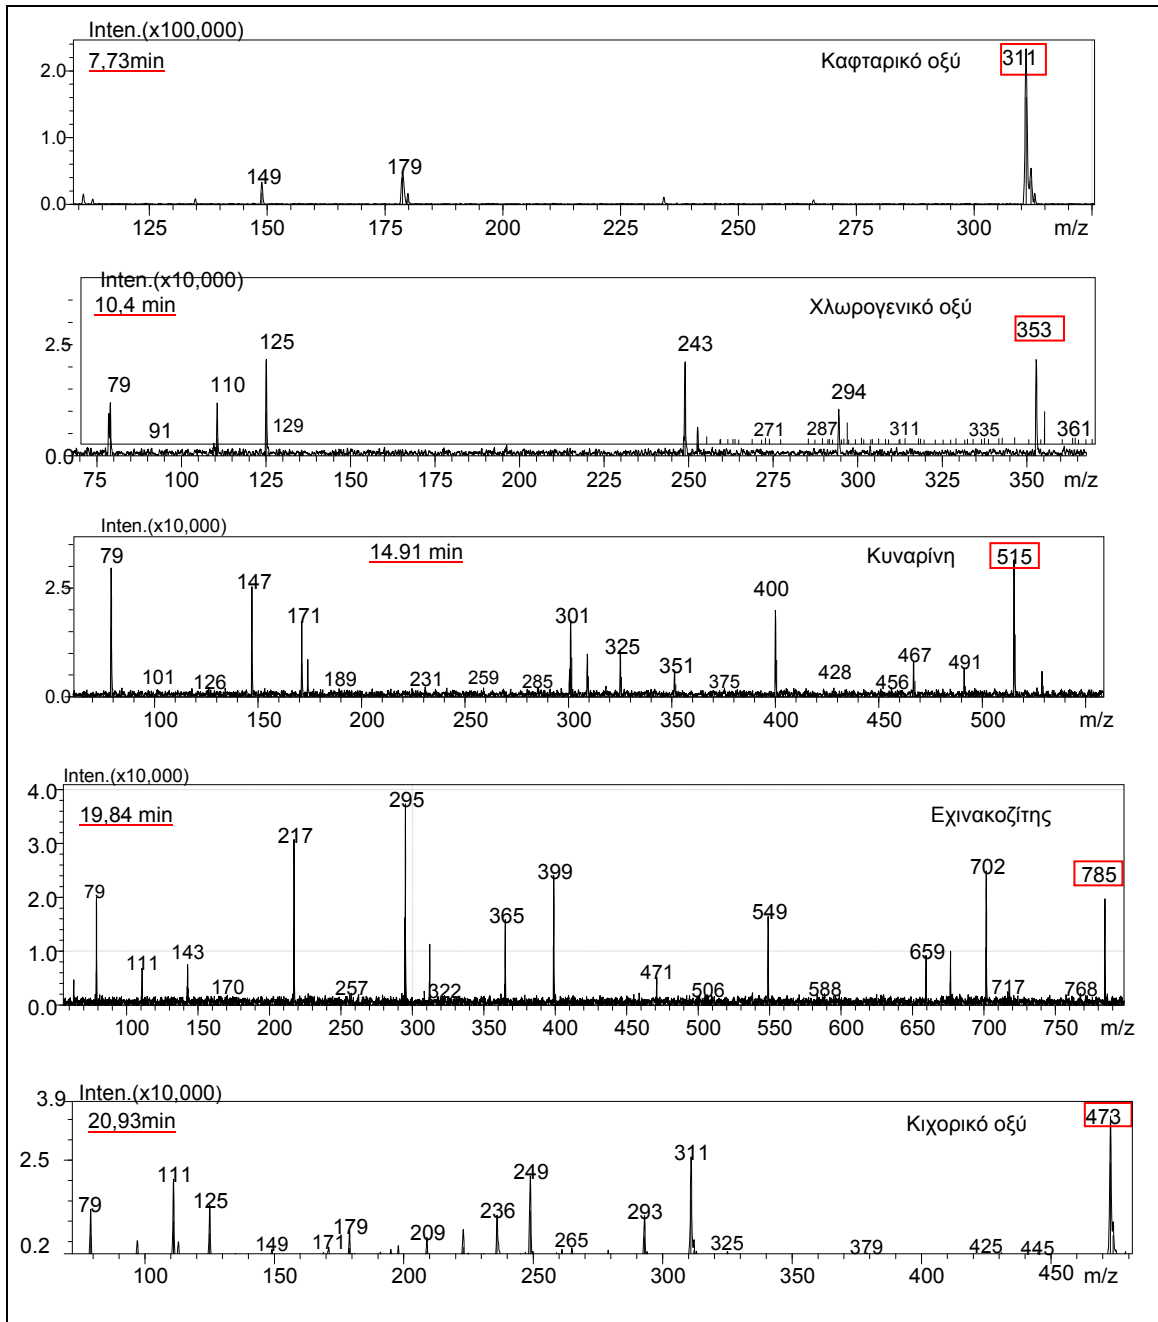 Inten.(x100,000)
7,73min Καφταρικό οξύ 311
2.0
1.0
149 179
0.0
125 150 175 200 225 250 275 300 m/z
Inten.(x10,000)
10,4 min Χλωρογενικό οξύ 353
2.5
79 110 125 243 294
91 129 271 287 311 335 361
0.0
75 100 125 150 175 200 225 250 275 300 325 350 m/z
Inten.(x10,000)
79 14.91 min Κυναρίνη 515
2.5
147 171 301 325 351 400 467 491
101 126 189 231 259 285 375 428 456
0.0
100 150 200 250 300 350 400 450 500 m/z
Inten.(x10,000)
4.0
19,84 min 295 Εχινακοζίτης
3.0
217 399 702 785
2.0
79 365 549
1.0
111 143 471 659
170 257 322 506 588 717 768
0.0
100 150 200 250 300 350 400 450 500 550 600 650 700 750 m/z
Inten.(x10,000)
3.9
20,93min Κιχορικό οξύ 473
2.5
111 249 311
79 125 179 209 236 293
149 171 265 325 379 425 445
0.2
100 150 200 250 300 350 400 450 m/z